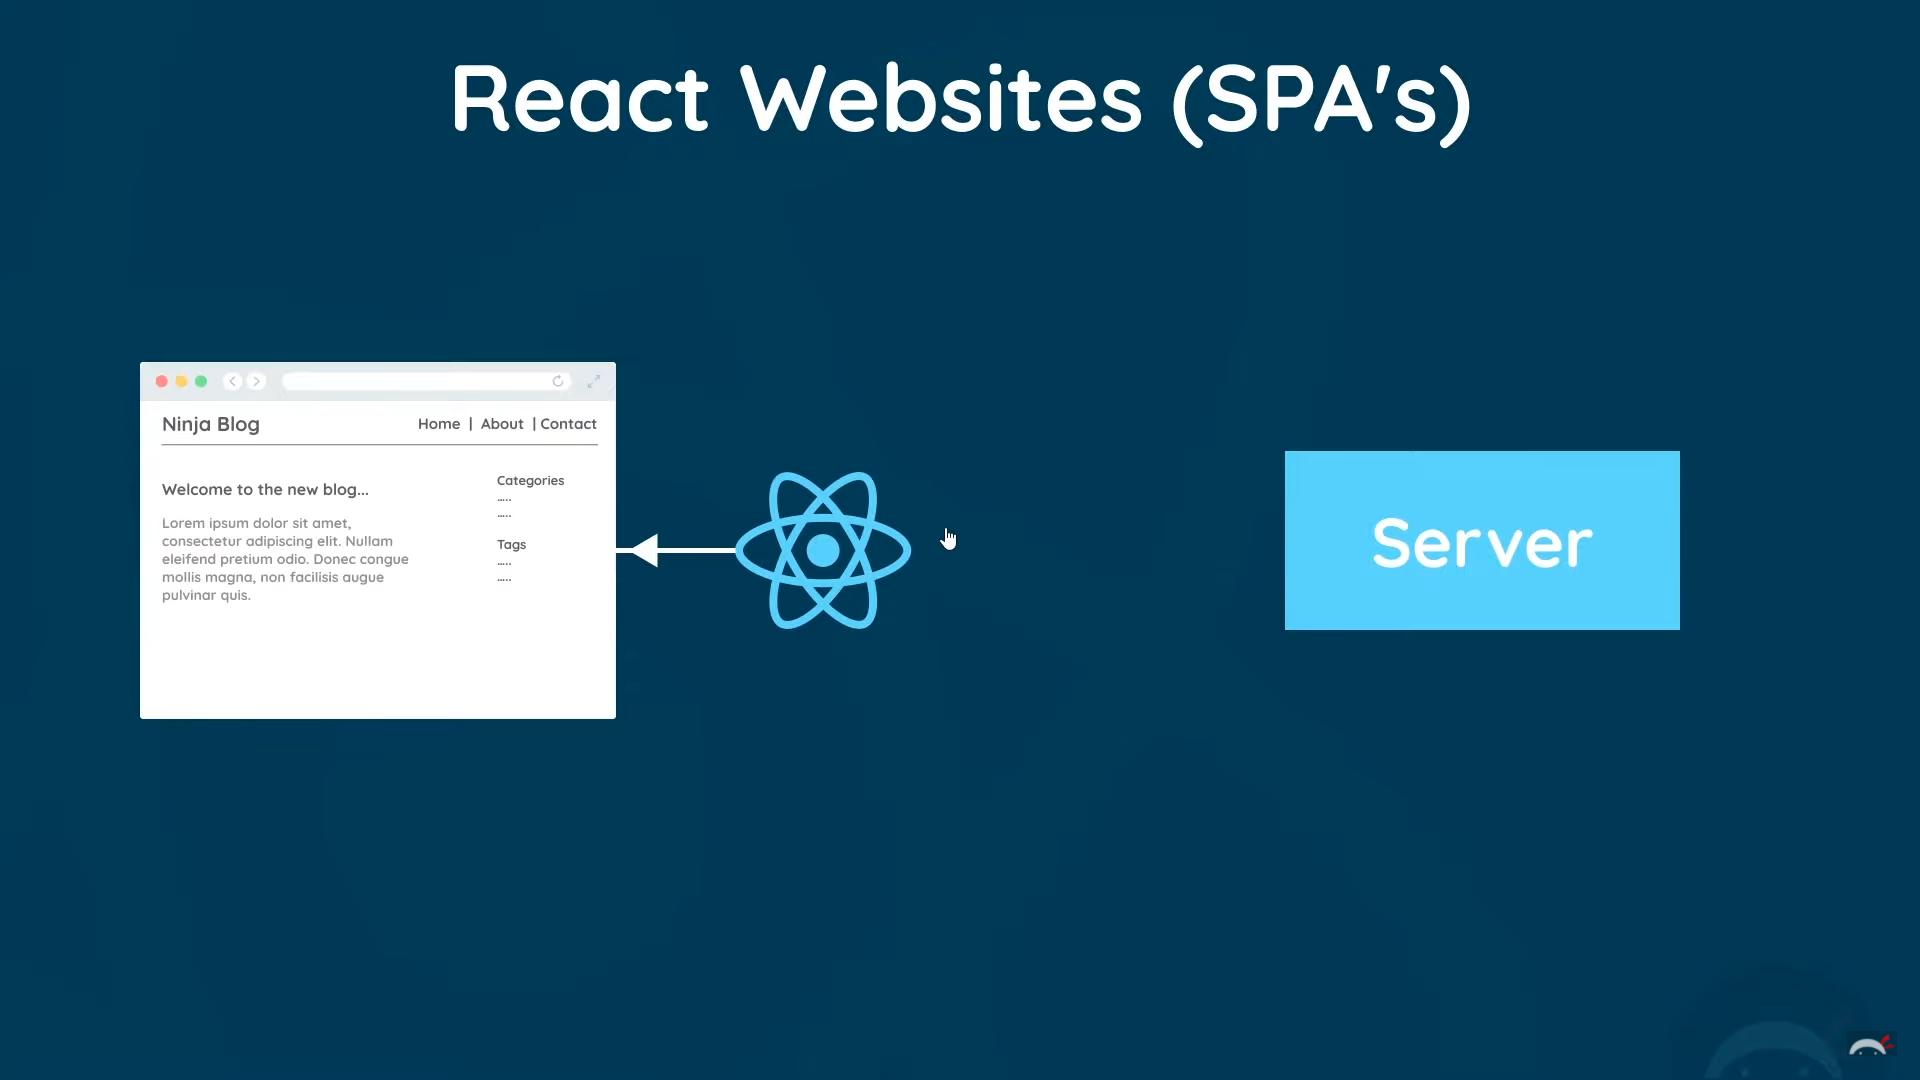 React Websites (SPA's)
Ninja Blog
Home | About | Contact
Welcome to the new blog...
Lorem ipsum dolor sit amet,
consectetur adipiscing elit. Nullam
eleifend pretium odio. Donec congue
mollis magna, non facilisis augue
pulvinar quis.
Categories
.....
.....
Tags
.....
.....
Server